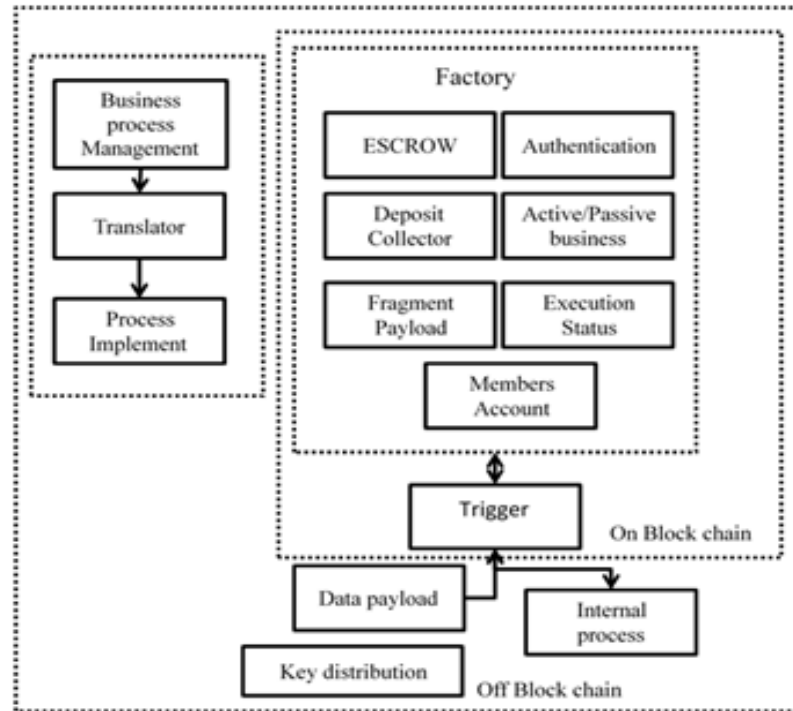 Business
process
Management
Translator
Process
Implement
Factory
ESCROW
Authentication
Deposit
Collector
Active/Passive
business
Fragment
Payload
Execution
Status
Members
Account
Trigger
On Block chain
Data payload
Internal
process
Key distribution
Off Block chain